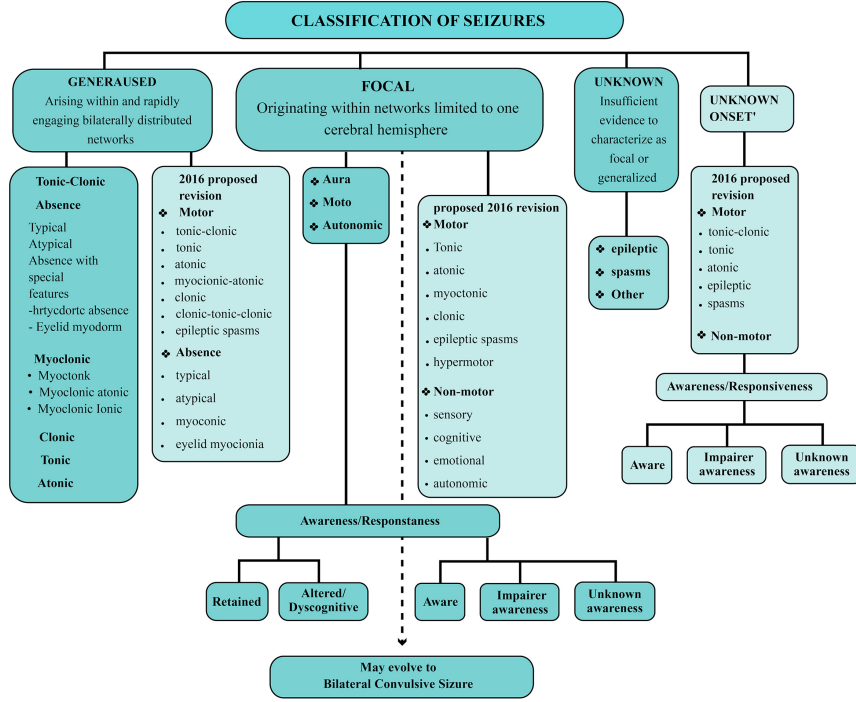 CLASSIFICATION OF SEIZURES
GENERAUSED
Arising within and rapidly
engaging bilaterally distributed
networks
FOCAL
Originating within networks limited to one
cerebral hemisphere
UNKNOWN
Insufficient
evidence to
characterize as
focal or
generalized
UNKNOWN
ONSET'
Tonic-Clonic
Absence
Typical
Atypical
Absence with
special
features
-hrtycdortc absence
- Eyelid myodorm
Myoclonic
• Myoctonk
• Myoclonic atonic
• Myoclonic Ionic
Clonic
Tonic
Atonic
2016 proposed
revision
❖ Motor
• tonic-clonic
• tonic
• atonic
• myocionic-atonic
• clonic
• clonic-tonic-clonic
• epileptic spasms
❖ Absence
• typical
• atypical
• myoconic
• eyelid myocionia
❖ Aura
❖ Moto
❖ Autonomic
proposed 2016 revision
❖ Motor
• Tonic
• atonic
• myoctonic
• clonic
• epileptic spasms
• hypermotor
❖ Non-motor
• sensory
• cognitive
• emotional
• autonomic
❖ epileptic
❖ spasms
❖ Other
2016 proposed
revision
❖ Motor
• tonic-clonic
• tonic
• atonic
• epileptic
• spasms
❖ Non-motor
Awareness/Responsiveness
Aware
Impairer
awareness
Unknown
awareness
Awareness/Responstaness
Retained
Altered/
Dyscognitive
Aware
Impairer
awareness
Unknown
awareness
May evolve to
Bilateral Convulsive Sizure